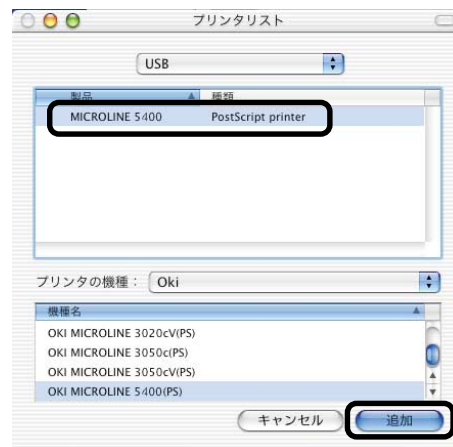 プリンタリスト
USB
製品 種類
MICROLINE 5400 PostScript printer
プリンタの機種： Oki
機種名
OKI MICROLINE 3020cV(PS)
OKI MICROLINE 3050c(PS)
OKI MICROLINE 3050cV(PS)
OKI MICROLINE 5400(PS)
キャンセル 追加